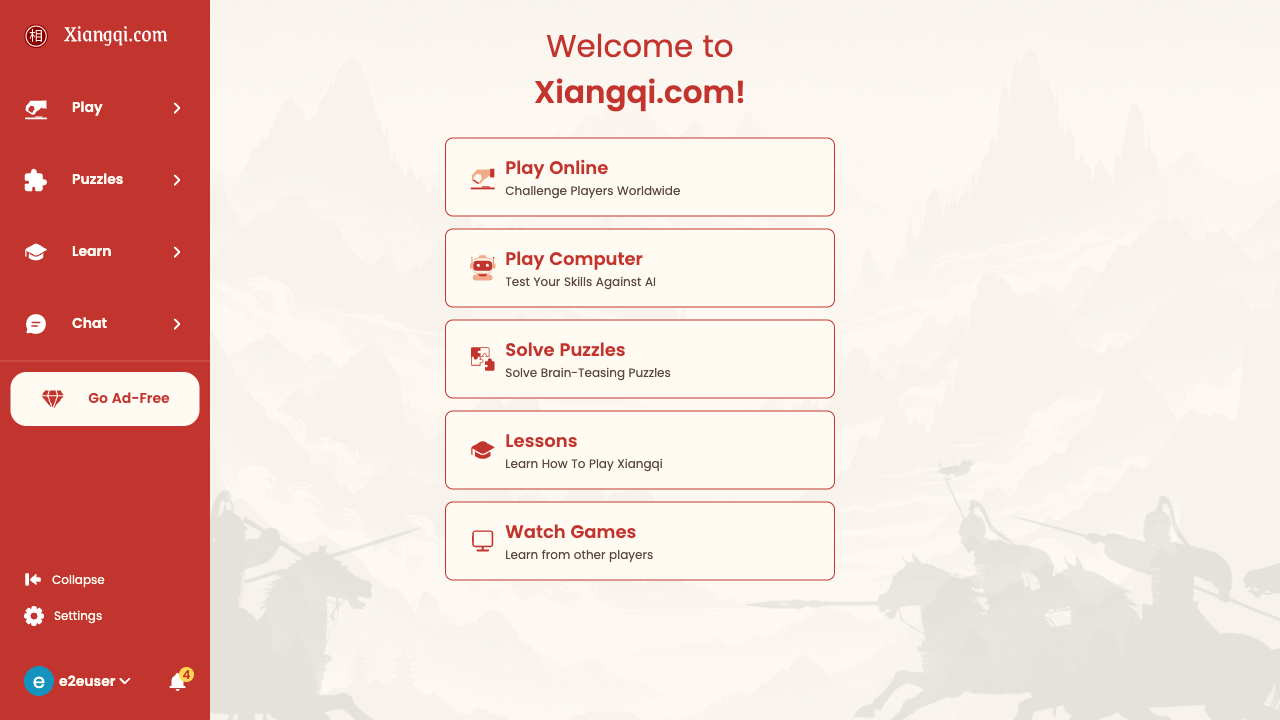 相 Xiangqi.com
Play
Puzzles
Learn
Chat
Go Ad-Free
Collapse
Settings
e e2euser 4
Welcome to
Xiangqi.com!
Play Online
Challenge Players Worldwide
Play Computer
Test Your Skills Against AI
Solve Puzzles
Solve Brain-Teasing Puzzles
Lessons
Learn How To Play Xiangqi
Watch Games
Learn from other players